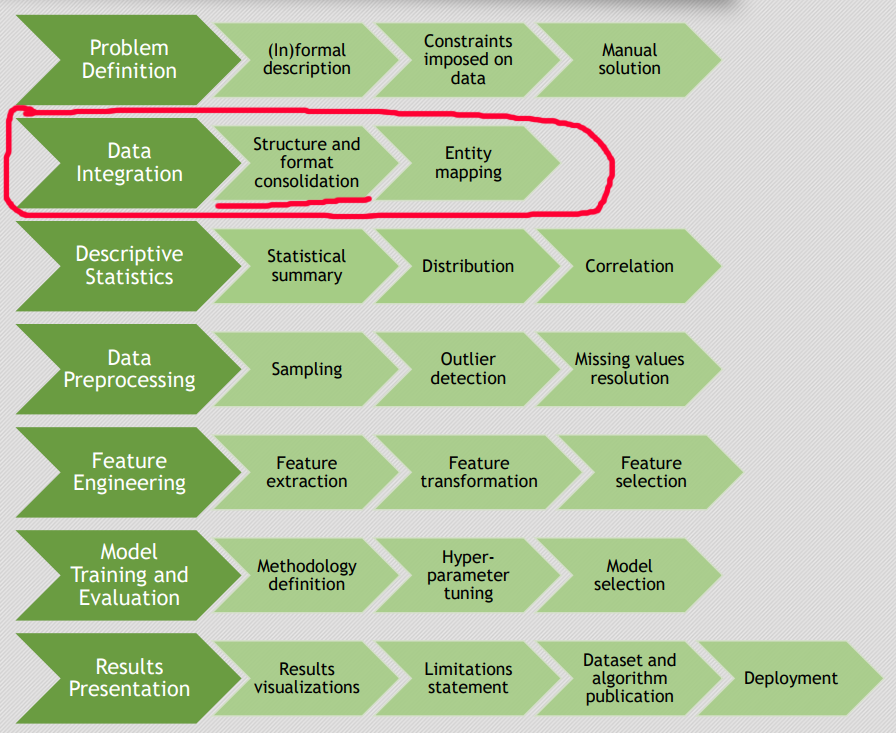 Problem
Definition
(In)formal
description
Constraints
imposed on
data
Manual
solution
Data
Integration
Structure and
format
consolidation
Entity
mapping
Descriptive
Statistics
Statistical
summary
Distribution
Correlation
Data
Preprocessing
Sampling
Outlier
detection
Missing values
resolution
Feature
Engineering
Feature
extraction
Feature
transformation
Feature
selection
Model
Training and
Evaluation
Methodology
definition
Hyper-
parameter
tuning
Model
selection
Results
Presentation
Results
visualizations
Limitations
statement
Dataset and
algorithm
publication
Deployment